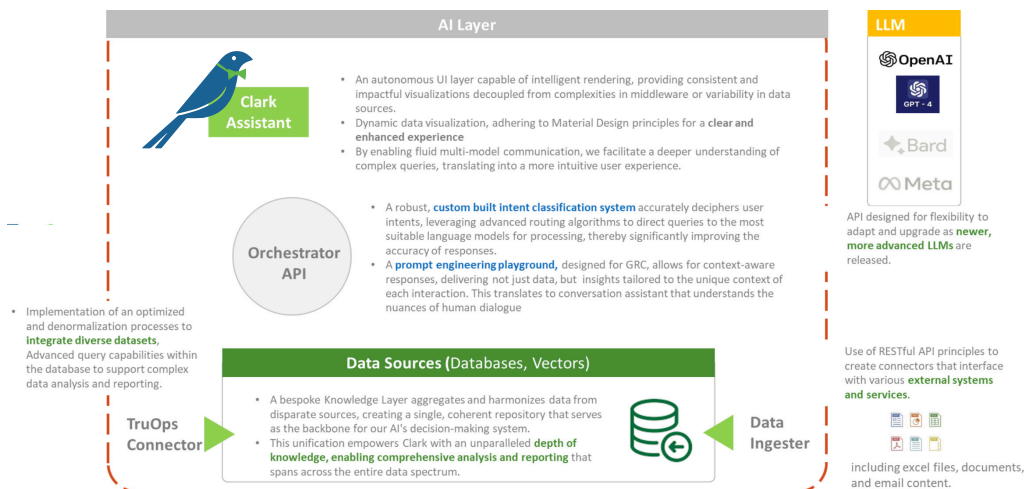 AI Layer
Clark
Assistant
• An autonomous UI layer capable of intelligent rendering, providing consistent and
impactful visualizations decoupled from complexities in middleware or variability in data
sources.
• Dynamic data visualization, adhering to Material Design principles for a clear and
enhanced experience
• By enabling fluid multi-model communication, we facilitate a deeper understanding of
complex queries, translating into a more intuitive user experience.
Orchestrator
API
• A robust, custom built intent classification system accurately deciphers user
intents, leveraging advanced routing algorithms to direct queries to the most
suitable language models for processing, thereby significantly improving the
accuracy of responses.
• A prompt engineering playground, designed for GRC, allows for context-aware
responses, delivering not just data, but insights tailored to the unique context of
each interaction. This translates to conversation assistant that understands the
nuances of human dialogue
• Implementation of an optimized
and denormalization processes to
integrate diverse datasets,
Advanced query capabilities within
the database to support complex
data analysis and reporting.
TruOps
Connector
Data Sources (Databases, Vectors)
• A bespoke Knowledge Layer aggregates and harmonizes data from
disparate sources, creating a single, coherent repository that serves
as the backbone for our AI's decision-making system.
• This unification empowers Clark with an unparalleled depth of
knowledge, enabling comprehensive analysis and reporting that
spans across the entire data spectrum.
Data
Ingester
LLM
OpenAI
GPT - 4
Bard
Meta
API designed for flexibility to
adapt and upgrade as newer,
more advanced LLMs are
released.
Use of RESTful API principles to
create connectors that interface
with various external systems
and services.
including excel files, documents,
and email content.